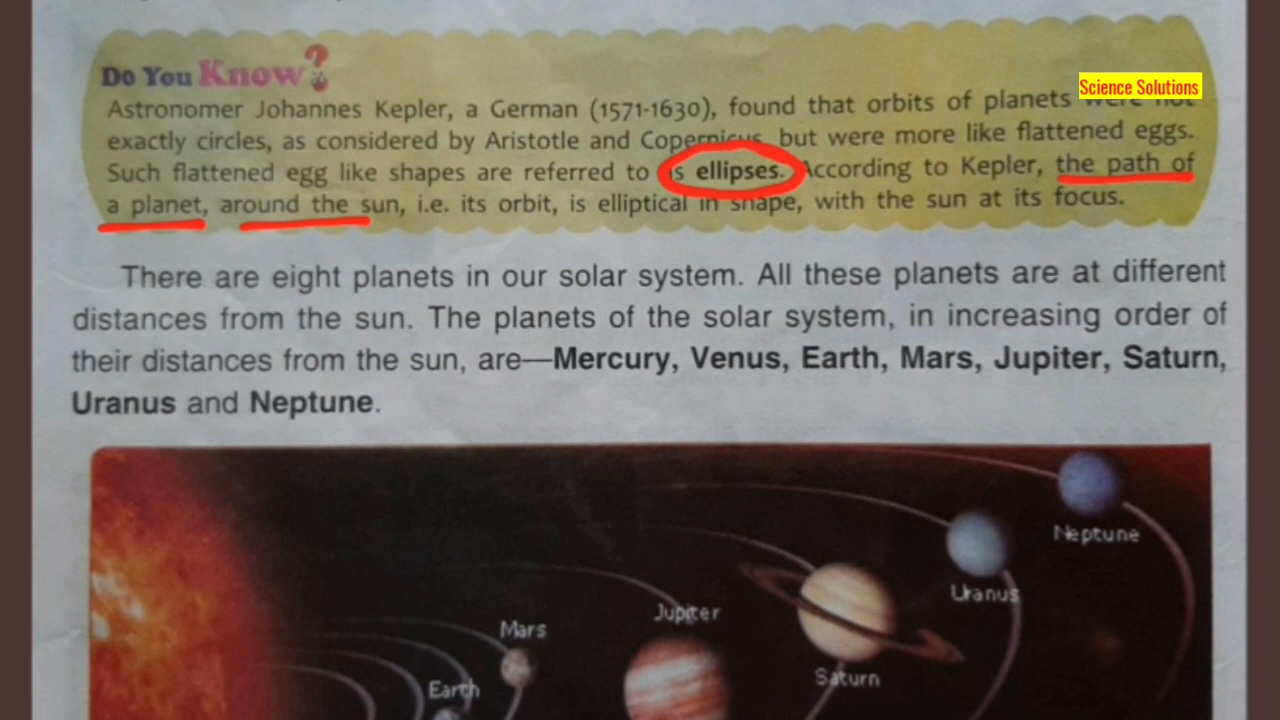 Science Solutions
Do You Know?
Astronomer Johannes Kepler, a German (1571-1630), found that orbits of planets were not
exactly circles, as considered by Aristotle and Copernicus, but were more like flattened eggs.
Such flattened egg like shapes are referred to as ellipses. According to Kepler, the path of
a planet, around the sun, i.e. its orbit, is elliptical in shape, with the sun at its focus.
There are eight planets in our solar system. All these planets are at different
distances from the sun. The planets of the solar system, in increasing order of
their distances from the sun, are—Mercury, Venus, Earth, Mars, Jupiter, Saturn,
Uranus and Neptune.
Neptune
Uranus
Jupiter
Mars
Saturn
Earth